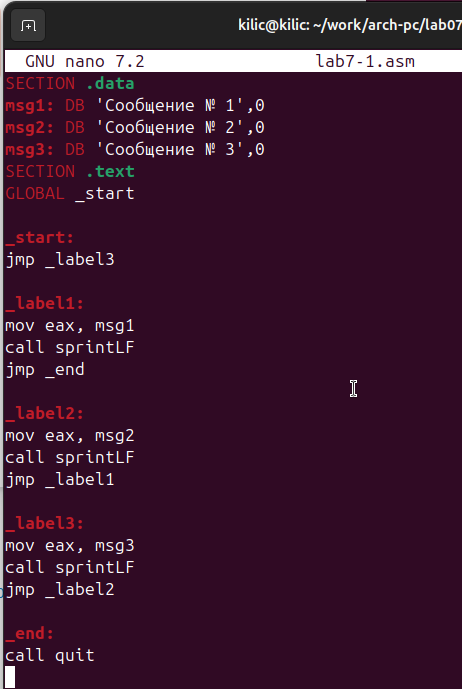 kilic@kilic: ~/work/arch-pc/lab07
GNU nano 7.2 lab7-1.asm
SECTION .data
msg1: DB 'Сообщение № 1',0
msg2: DB 'Сообщение № 2',0
msg3: DB 'Сообщение № 3',0
SECTION .text
GLOBAL _start
_start:
jmp _label3
_label1:
mov eax, msg1
call sprintLF
jmp _end
_label2:
mov eax, msg2
call sprintLF
jmp _label1
_label3:
mov eax, msg3
call sprintLF
jmp _label2
_end:
call quit